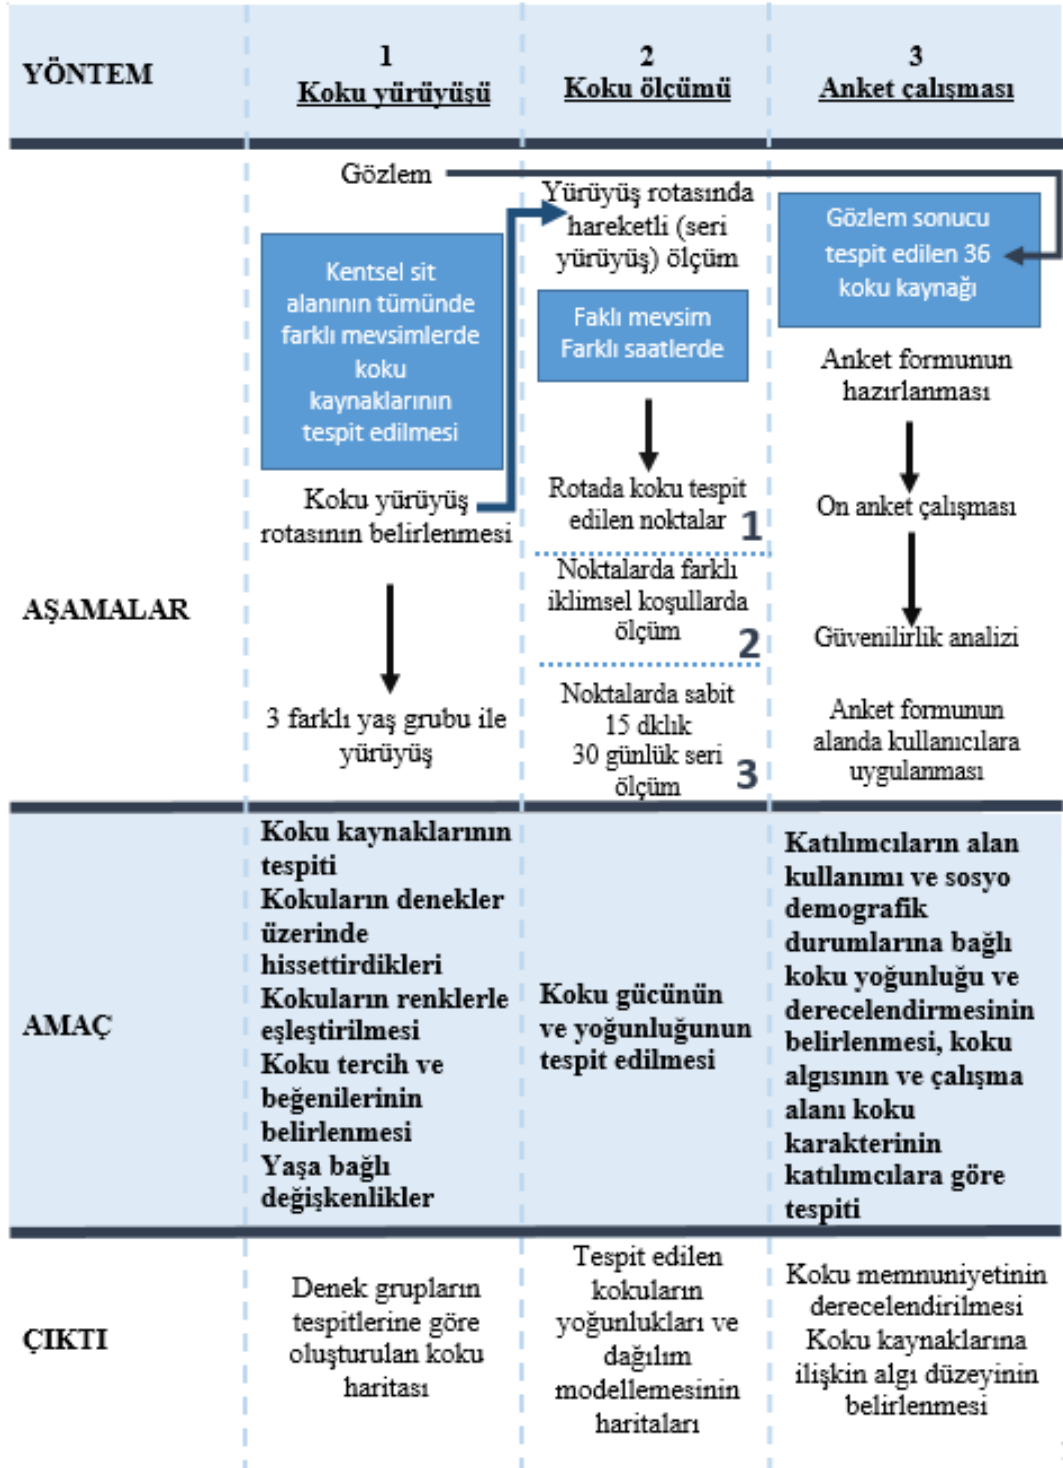 YÖNTEM
1
Koku yürüyüşü
2
Koku ölçümü
3
Anket çalışması
AŞAMALAR
Gözlem
Kentsel sit
alanının tümünde
farklı mevsimlerde
koku
kaynaklarının
tespit edilmesi
Koku yürüyüş
rotasının belirlenmesi
3 farklı yaş grubu ile
yürüyüş
Yürüyüş rotasında
hareketli (seri
yürüyüş) ölçüm
Faklı mevsim
Farklı saatlerde
Rotada koku tespit
edilen noktalar 1
Noktalarda farklı
iklimsel koşullarda
ölçüm 2
Noktalarda sabit
15 dklık
30 günlük seri
ölçüm 3
Gözlem sonucu
tespit edilen 36
koku kaynağı
Anket formunun
hazırlanması
On anket çalışması
Güvenilirlik analizi
Anket formunun
alanda kullanıcılara
uygulanması
AMAÇ
Koku kaynaklarının
tespiti
Kokuların denekler
üzerinde
hissettirdikleri
Kokuların renklerle
eşleştirilmesi
Koku tercih ve
beğenilerinin
belirlenmesi
Yaşa bağlı
değişkenlikler
Koku gücünün
ve yoğunluğunun
tespit edilmesi
Katılımcıların alan
kullanımı ve sosyo
demografik
durumlarına bağlı
koku yoğunluğu ve
derecelendirmesinin
belirlenmesi, koku
algısının ve çalışma
alanı koku
karakterinin
katılımcılara göre
tespiti
ÇIKTI
Denek grupların
tespitlerine göre
oluşturulan koku
haritası
Tespit edilen
kokuların
yoğunlukları ve
dağılım
modellemesinin
haritaları
Koku memnuniyetinin
derecelendirilmesi
Koku kaynaklarına
ilişkin algı düzeyinin
belirlenmesi